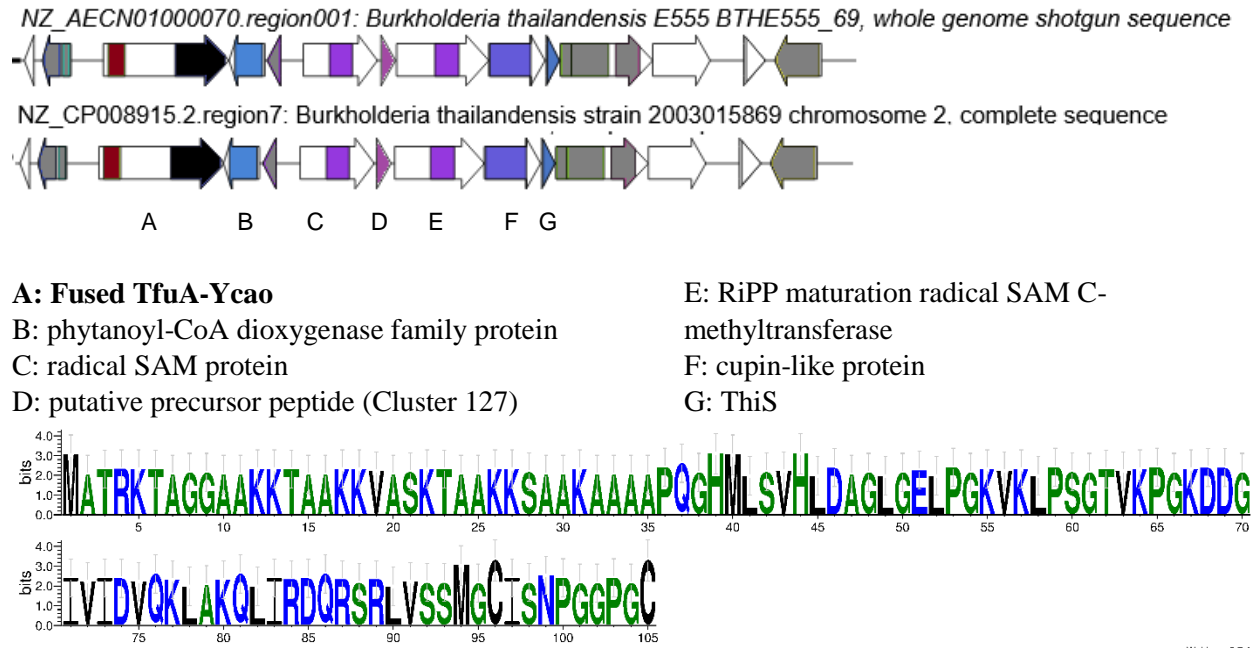 NZ_AECN01000070.region001: Burkholderia thailandensis E555 BTHE555_69, whole genome shotgun sequence
NZ_CP008915.2.region7: Burkholderia thailandensis strain 2003015869 chromosome 2, complete sequence
A B C D E F G
A: Fused TfuA-Ycao
B: phytanoyl-CoA dioxygenase family protein
C: radical SAM protein
D: putative precursor peptide (Cluster 127)
E: RiPP maturation radical SAM C-
methyltransferase
F: cupin-like protein
G: ThiS
bits
4.0
3.0
2.0
1.0
0.0
MATRKTAGGAAKKTAAKKVASKTAAKKSAAKAAAAPQGHMLSVHLDAGLGELPGKVKLPSGTVKPGKDDG
5 10 15 20 25 30 35 40 45 50 55 60 65 70
bits
4.0
3.0
2.0
1.0
0.0
IVIDVQKLAKQLIRDQRSRLVSSMGCISNPGGPGC
75 80 85 90 95 100 105